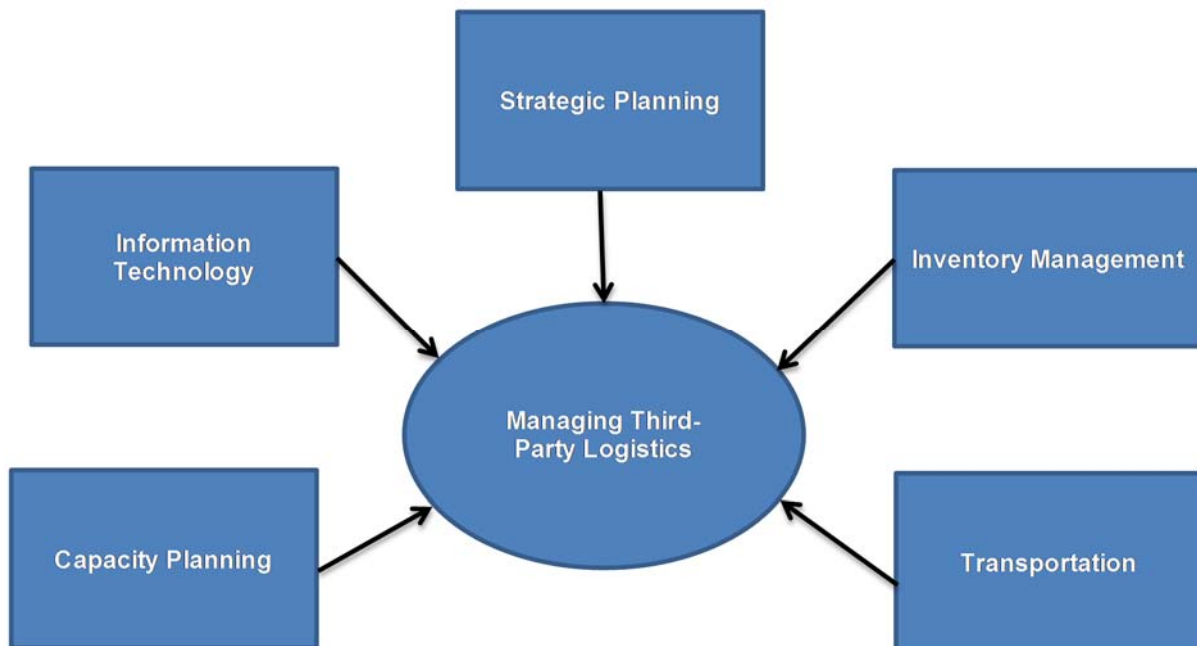 Strategic Planning
Information
Technology
Inventory Management
Managing Third-
Party Logistics
Capacity Planning
Transportation